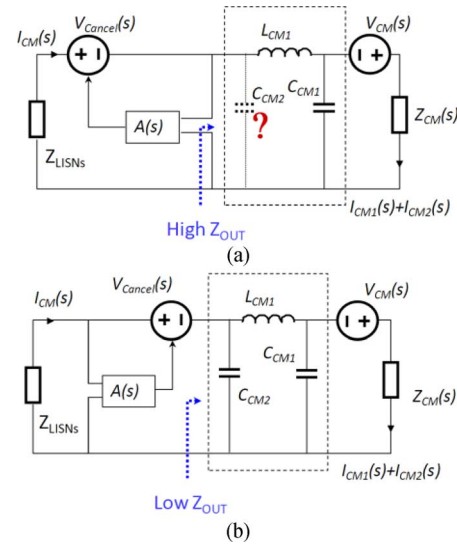 V_Cancel(s)
I_CM(s)
L_CM1
V_CM(s)
+ −
− +
C_CM2
C_CM1
?
A(s)
Z_CM(s)
Z_LISNs
I_CM1(s)+I_CM2(s)
High Z_OUT
(a)
I_CM(s)
V_Cancel(s)
L_CM1
V_CM(s)
+ −
− +
C_CM1
A(s)
C_CM2
Z_CM(s)
Z_LISNs
I_CM1(s)+I_CM2(s)
Low Z_OUT
(b)